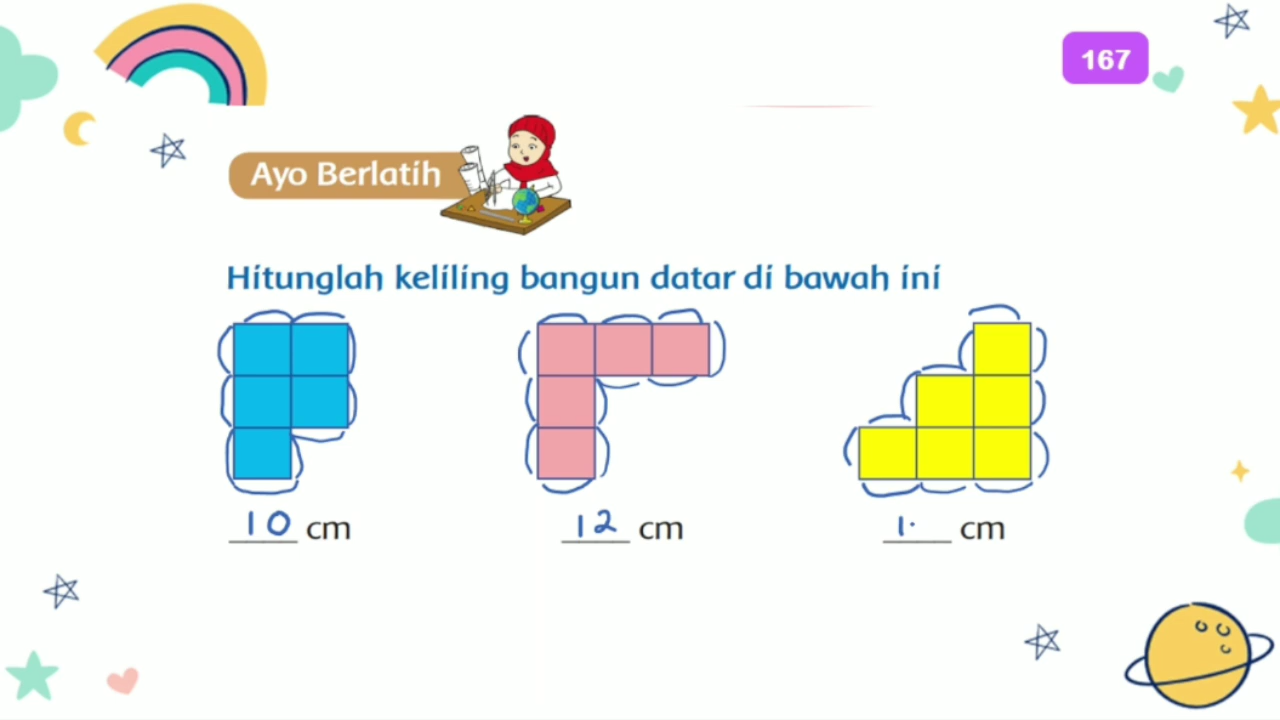 167
Ayo Berlatih
Hitunglah keliling bangun datar di bawah ini
10 cm 12 cm 1 cm